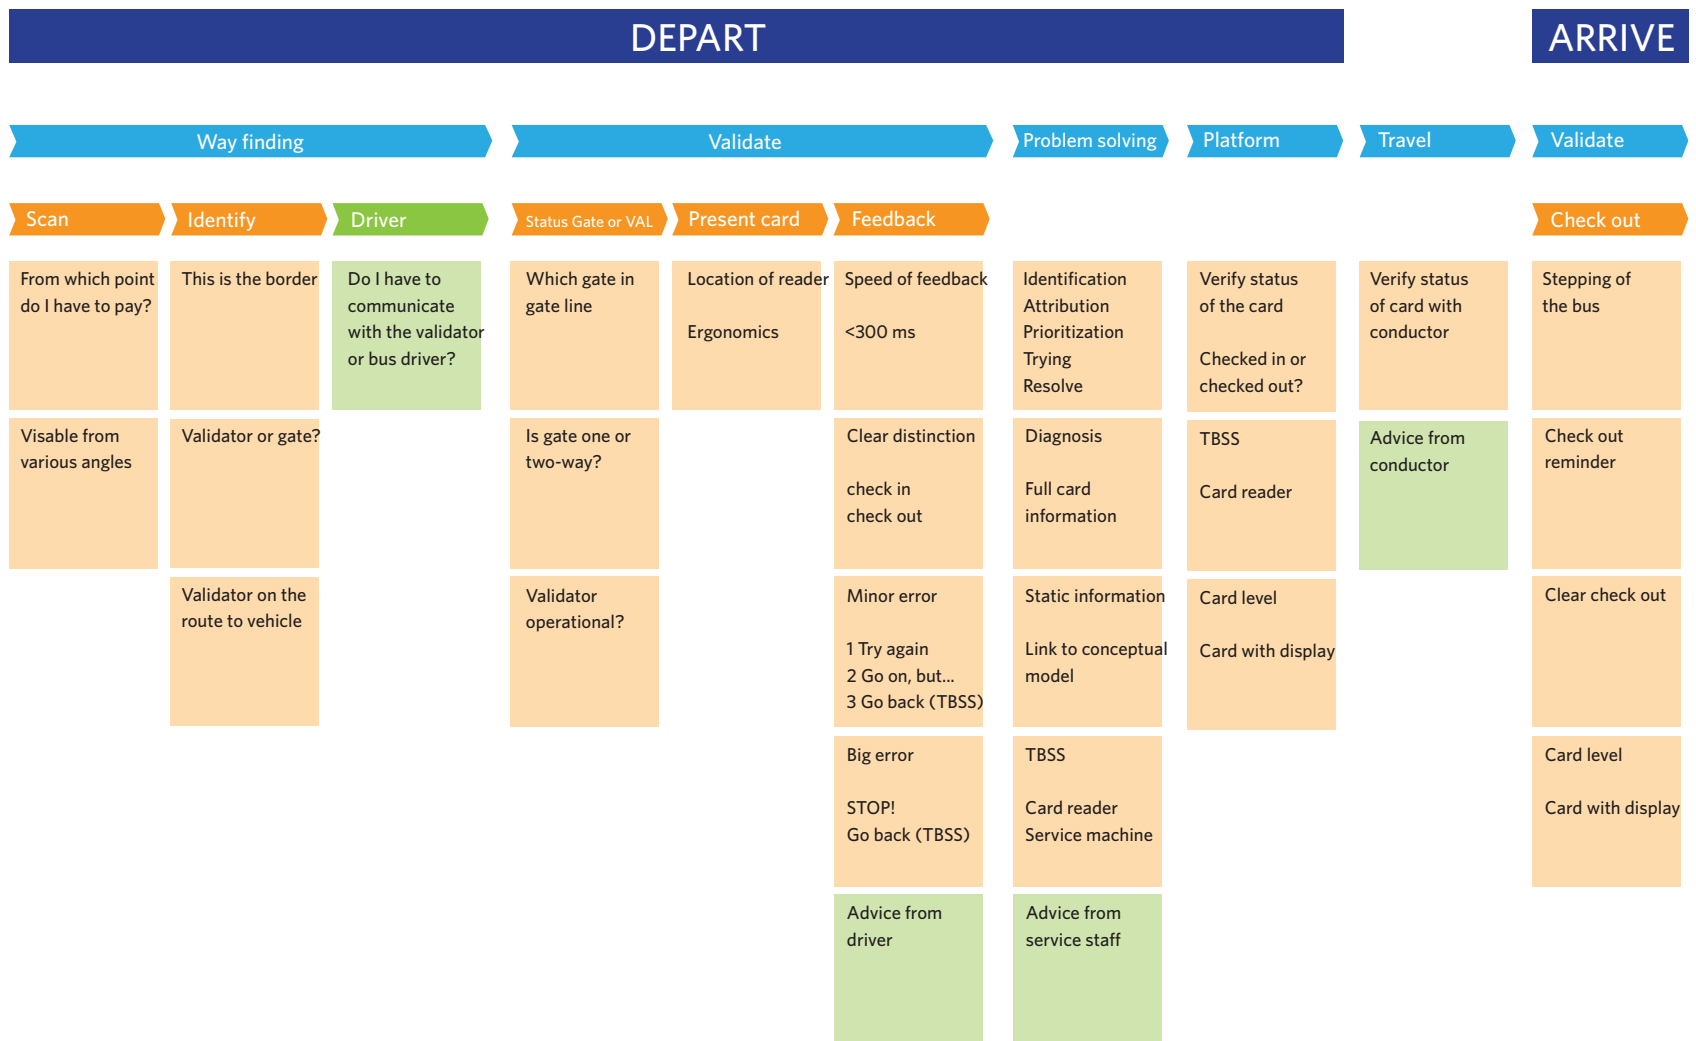 DEPART
ARRIVE
Way finding
Validate
Problem solving
Platform
Travel
Validate
Scan
Identify
Driver
Status Gate or VAL
Present card
Feedback
Check out
From which point
do I have to pay?
Visable from
various angles
This is the border
Validator or gate?
Validator on the
route to vehicle
Do I have to
communicate
with the validator
or bus driver?
Which gate in
gate line
Is gate one or
two-way?
Validator
operational?
Location of reader
Ergonomics
Speed of feedback
<300 ms
Clear distinction
check in
check out
Minor error
1 Try again
2 Go on, but...
3 Go back (TBSS)
Big error
STOP!
Go back (TBSS)
Advice from
driver
Identification
Attribution
Prioritization
Trying
Resolve
Diagnosis
Full card
information
Static information
Link to conceptual
model
TBSS
Card reader
Service machine
Advice from
service staff
Verify status
of the card
Checked in or
checked out?
TBSS
Card reader
Card level
Card with display
Verify status
of card with
conductor
Advice from
conductor
Stepping of
the bus
Check out
reminder
Clear check out
Card level
Card with display